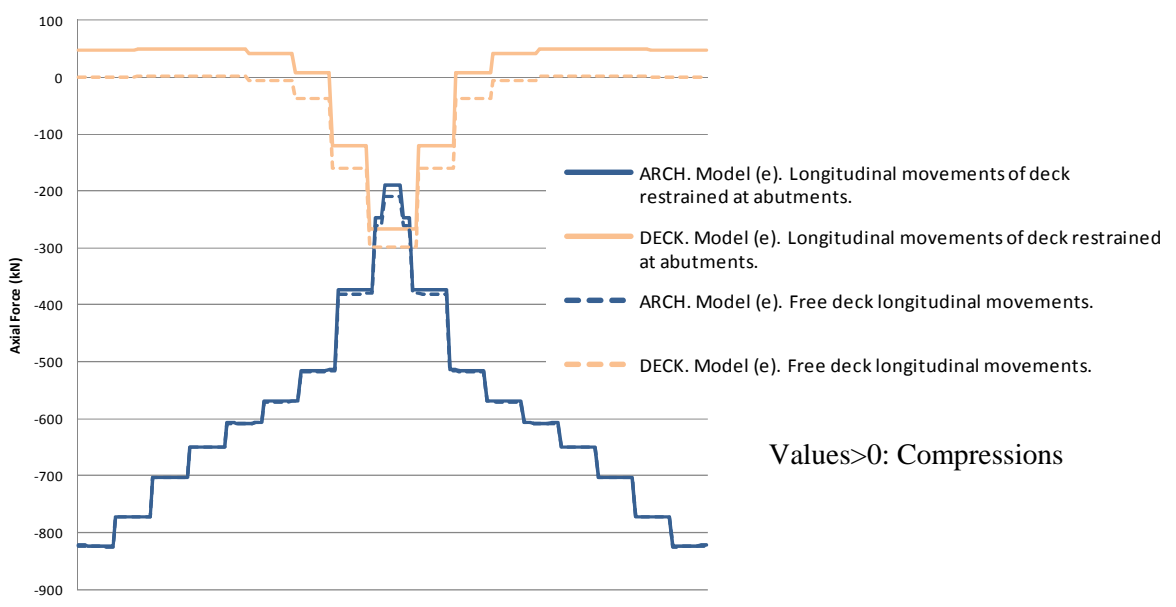 100
0
-100
-200
-300
-400
-500
-600
-700
-800
-900
Axial Force (kN)
ARCH. Model (e). Longitudinal movements of deck
restrained at abutments.
DECK. Model (e). Longitudinal movements of deck restrained
at abutments.
ARCH. Model (e). Free deck longitudinal movements.
DECK. Model (e). Free deck longitudinal movements.
Values>0: Compressions